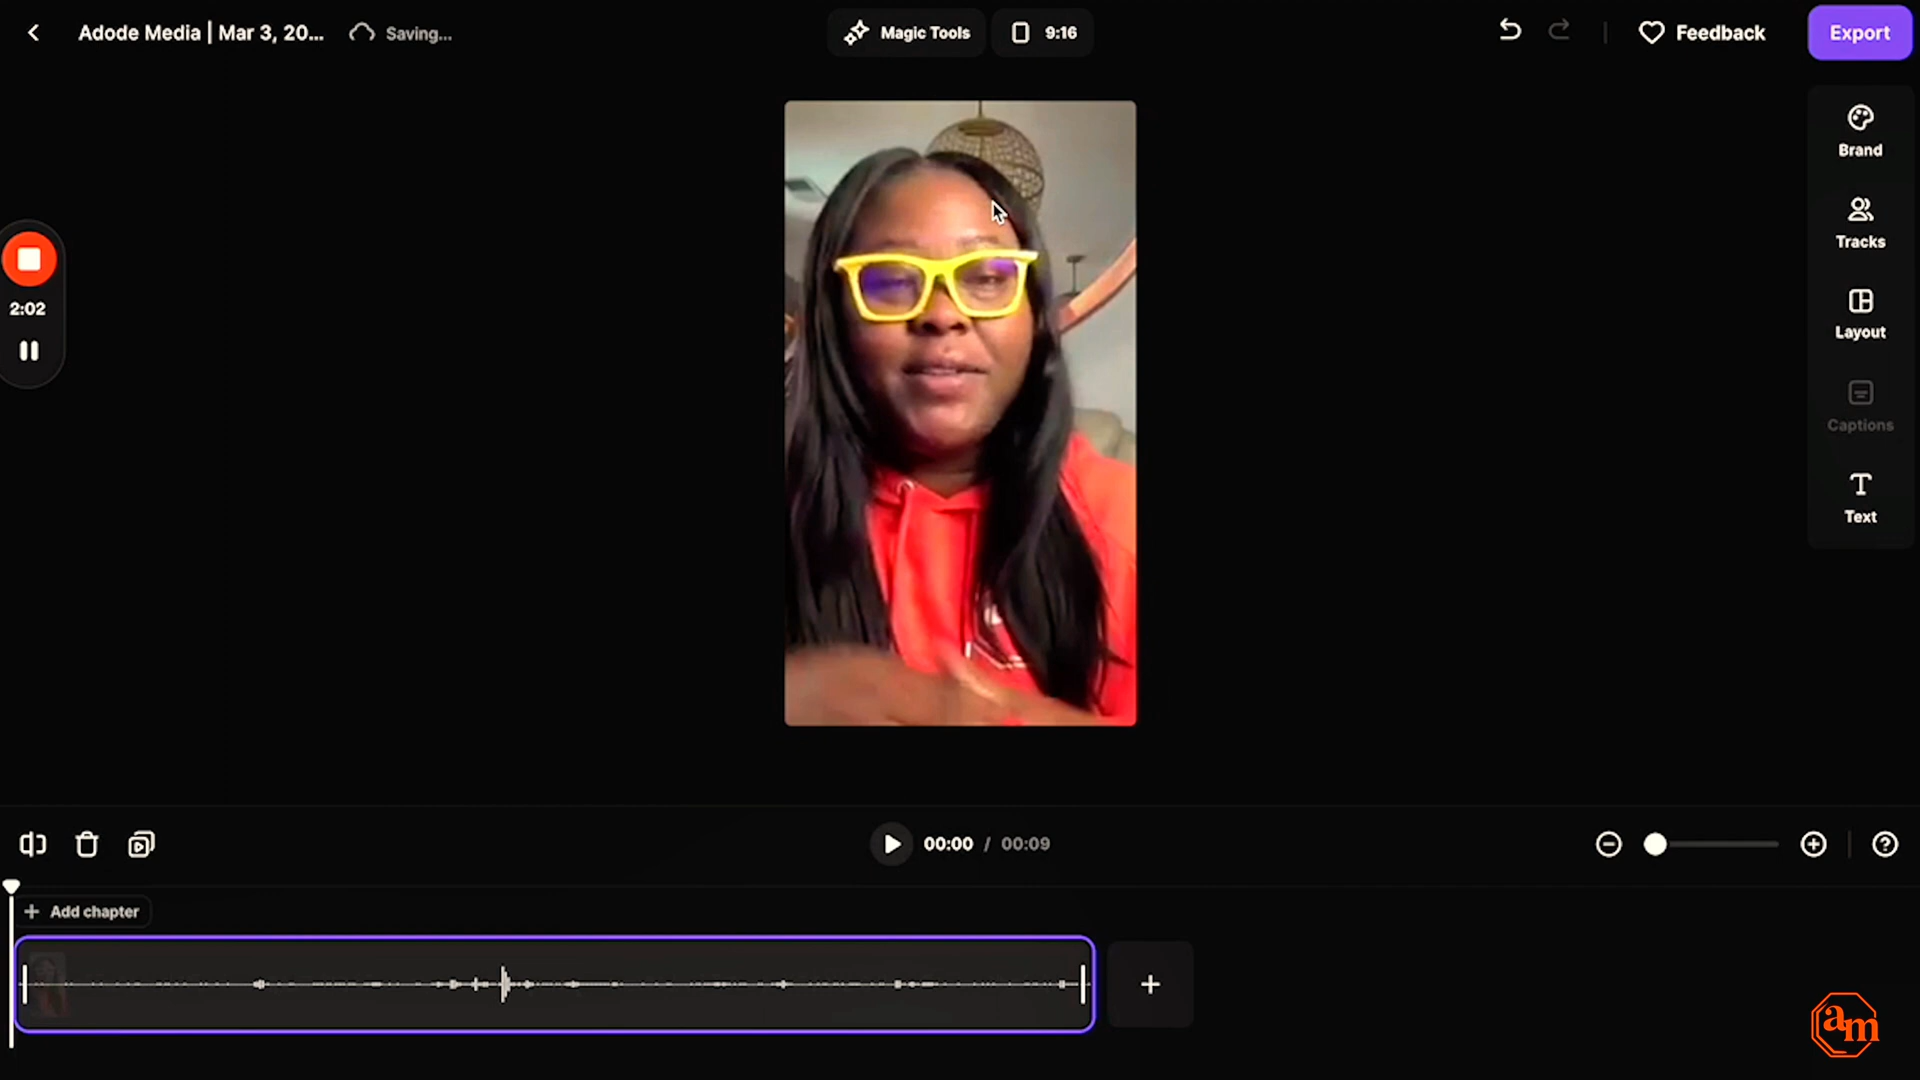 Adode Media | Mar 3, 20...
Saving...
Magic Tools
9:16
Feedback
Export
Brand
Tracks
Layout
Captions
Text
2:02
00:00 / 00:09
Add chapter
am